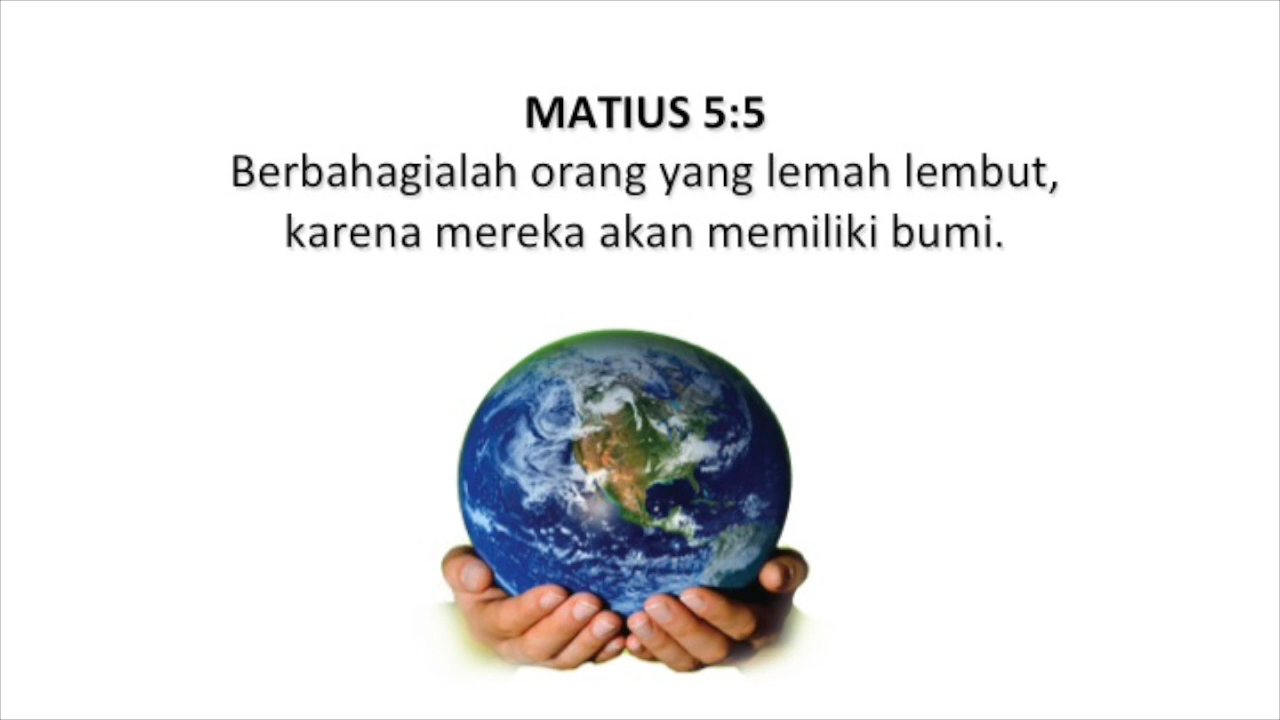 MATIUS 5:5
Berbahagialah orang yang lemah lembut,
karena mereka akan memiliki bumi.